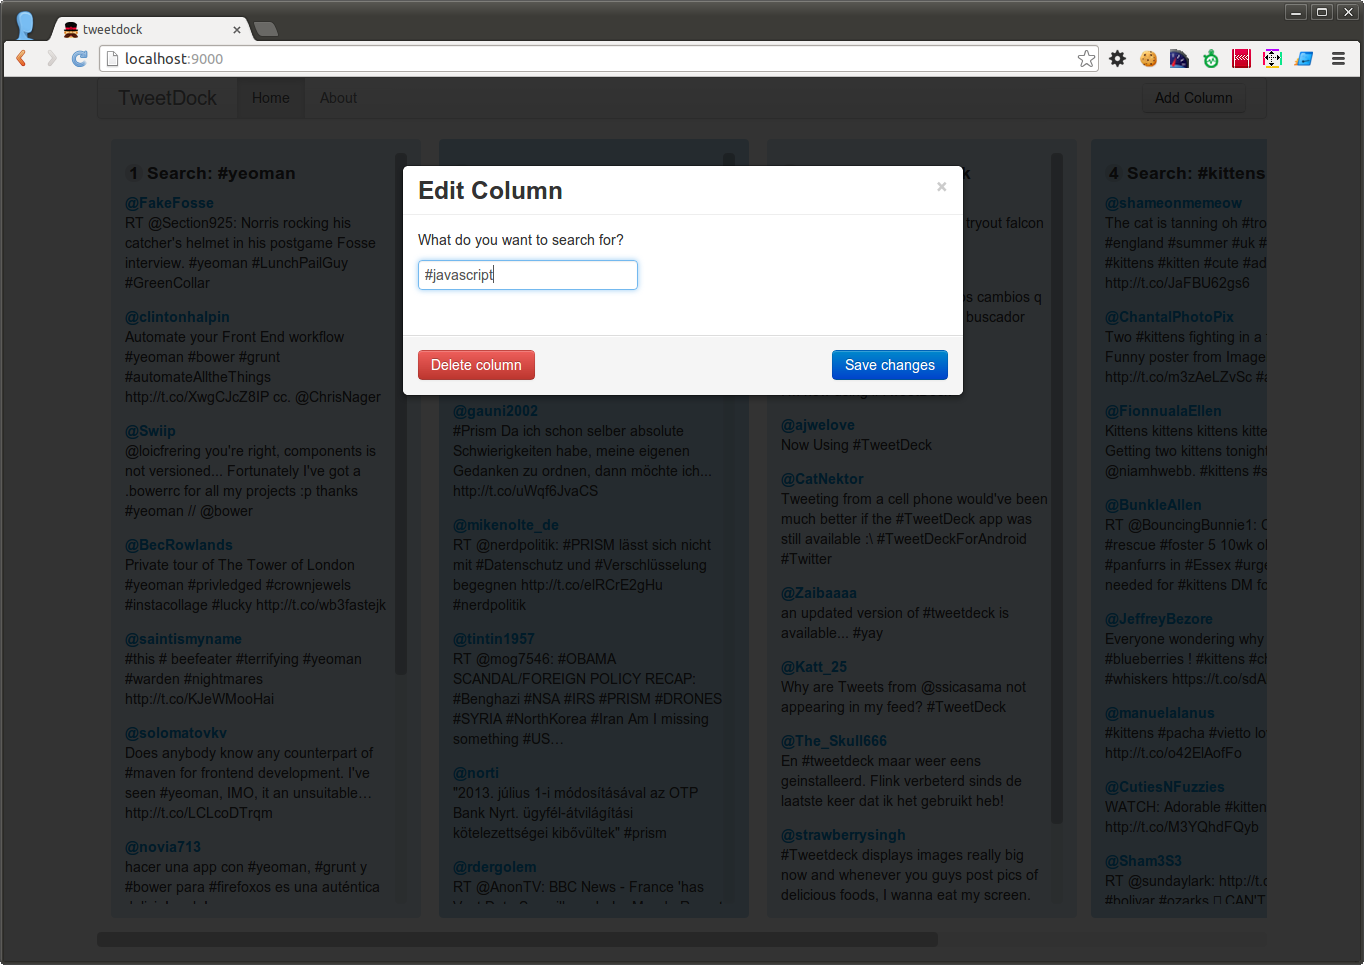 tweetdock
localhost:9000
TweetDock
Home
About
Add Column
1 Search: #yeoman
@FakeFosse
RT @Section925: Norris rocking his
catcher's helmet in his postgame Fosse
interview. #yeoman #LunchPailGuy
#GreenCollar
@clintonhalpin
Automate your Front End workflow
#yeoman #bower #grunt
#automateAlltheThings
http://t.co/XwgCJcZ8IP cc. @ChrisNager
@Swiip
@loicfrering you're right, components is
not versioned... Fortunately I've got a
.bowerrc for all my projects :p thanks
#yeoman // @bower
@BecRowlands
Private tour of The Tower of London
#yeoman #privledged #crownjewels
#instacollage #lucky http://t.co/wb3fastejk
@saintismyname
#this # beefeater #terrifying #yeoman
#warden #nightmares
http://t.co/KJeWMooHai
@solomatovkv
Does anybody know any counterpart of
#maven for frontend development. I've
seen #yeoman, IMO, it an unsuitable…
http://t.co/LCLcoDTrqm
@novia713
hacer una app con #yeoman, #grunt y
#bower para #firefoxos es una auténtica
Edit Column
×
What do you want to search for?
#javascript
Delete column
Save changes
@gauni2002
#Prism Da ich schon selber absolute
Schwierigkeiten habe, meine eigenen
Gedanken zu ordnen, dann möchte ich...
http://t.co/uWqf6JvaCS
@mikenolte_de
RT @nerdpolitik: #PRISM lässt sich nicht
mit #Datenschutz und #Verschlüsselung
begegnen http://t.co/elRCrE2gHu
#nerdpolitik
@tintin1957
RT @mog7546: #OBAMA
SCANDAL/FOREIGN POLICY RECAP:
#Benghazi #NSA #IRS #PRISM #DRONES
#SYRIA #NorthKorea #Iran Am I missing
something #US…
@norti
"2013. július 1-i módosításával az OTP
Bank Nyrt. ügyfél-átvilágítási
kötelezettségei kibővültek" #prism
@rdergolem
RT @AnonTV: BBC News - France 'has
tryout falcon
os cambios q
buscador
@ajwelove
Now Using #TweetDeck
@CatNektor
Tweeting from a cell phone would've been
much better if the #TweetDeck app was
still available :\ #TweetDeckForAndroid
#Twitter
@Zaibaaaa
an updated version of #tweetdeck is
available... #yay
@Katt_25
Why are Tweets from @ssicasama not
appearing in my feed? #TweetDeck
@The_Skull666
En #tweetdeck maar weer eens
geinstalleerd. Flink verbeterd sinds de
laatste keer dat ik het gebruikt heb!
@strawberrysingh
#Tweetdeck displays images really big
now and whenever you guys post pics of
delicious foods, I wanna eat my screen.
4 Search: #kittens
@shameonmemeow
The cat is tanning oh #tro
#england #summer #uk #
#kittens #kitten #cute #ad
http://t.co/JaFBU62gs6
@ChantalPhotoPix
Two #kittens fighting in a
Funny poster from Image
http://t.co/m3zAeLZvSc #a
@FionnualaEllen
Kittens kittens kittens kitte
Getting two kittens tonight
@niamhwebb. #kittens #s
@BunkleAllen
RT @BouncingBunnie1: C
#rescue #foster 5 10wk ol
#panfurrs in #Essex #urge
needed for #kittens DM fo
@JeffreyBezore
Everyone wondering why
#blueberries ! #kittens #ch
#whiskers https://t.co/sdA
@manuelalanus
#kittens #pacha #vietto lo
http://t.co/o42ElAofFo
@CutiesNFuzzies
WATCH: Adorable #kitten
http://t.co/M3YQhdFQyb
@Sham3S3
RT @sundaylark: http://t.c
#bolivar #ozarks CAN'T